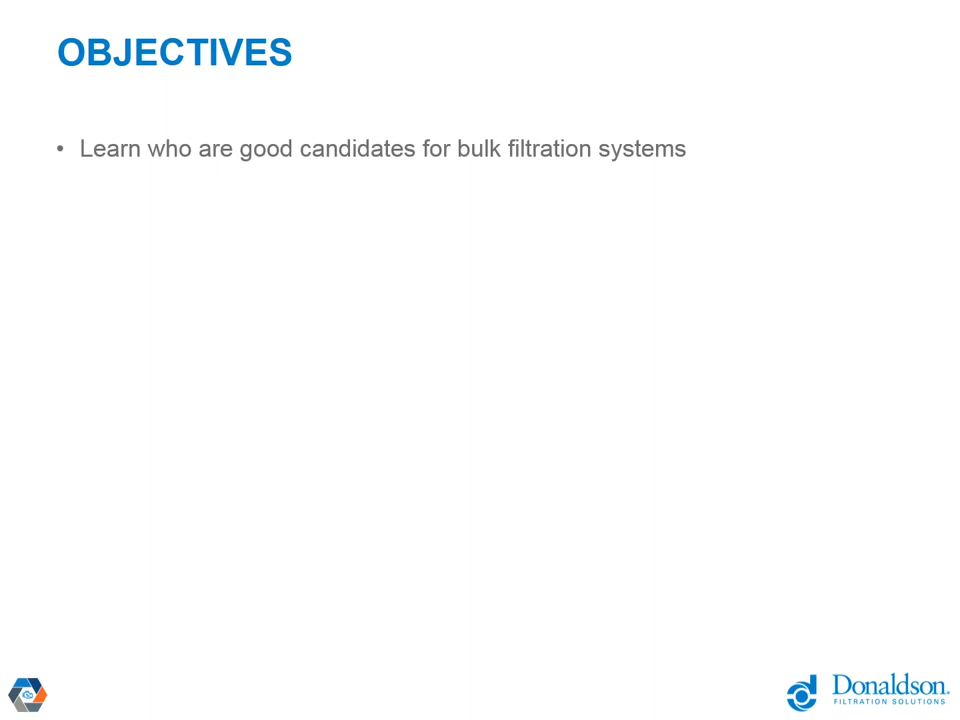 OBJECTIVES
• Learn who are good candidates for bulk filtration systems
Donaldson.
FILTRATION SOLUTIONS